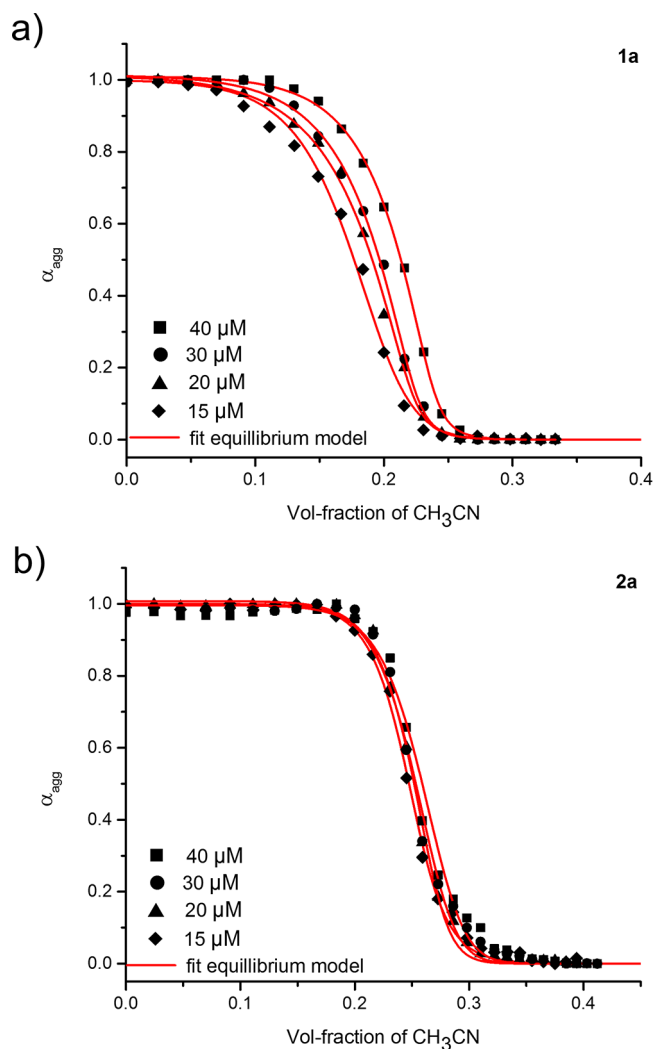 a)
1a
1.0
0.8
0.6
0.4
0.2
0.0
αagg
40 µM
30 µM
20 µM
15 µM
fit equillibrium model
0.0 0.1 0.2 0.3 0.4
Vol-fraction of CH3CN
b)
2a
1.0
0.8
0.6
0.4
0.2
0.0
αagg
40 µM
30 µM
20 µM
15 µM
fit equillibrium model
0.0 0.1 0.2 0.3 0.4
Vol-fraction of CH3CN